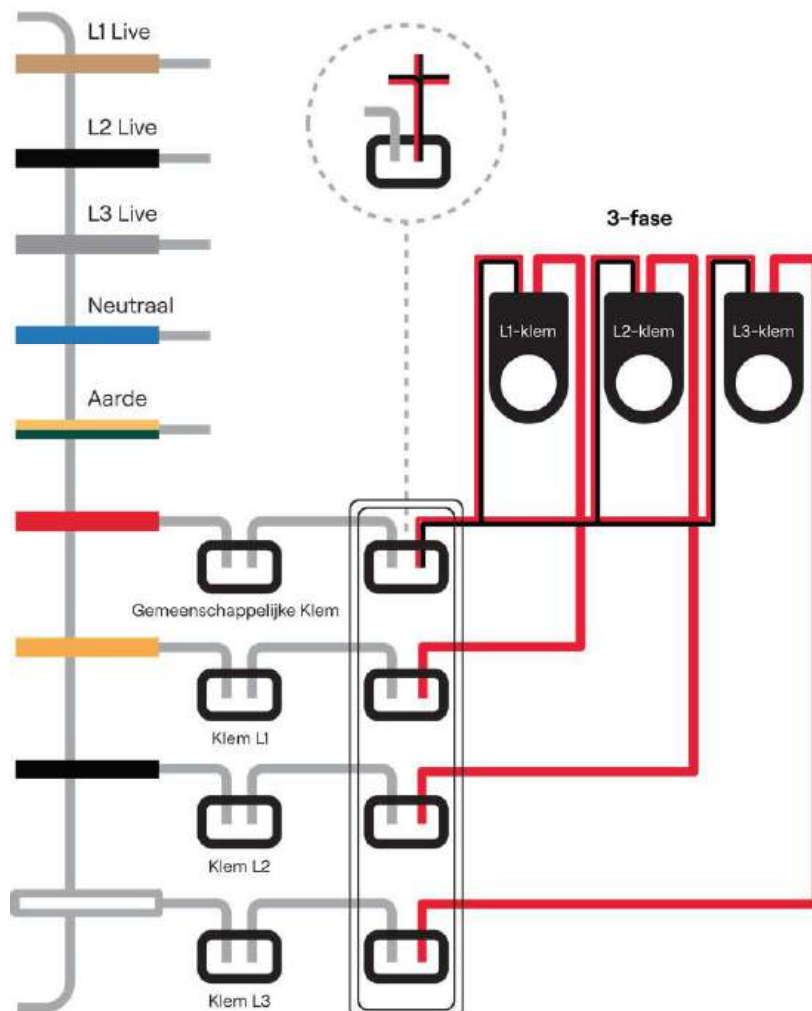 L1 Live
L2 Live
L3 Live
Neutraal
Aarde
3-fase
L1-klem
L2-klem
L3-klem
Gemeenschappelijke Klem
Klem L1
Klem L2
Klem L3